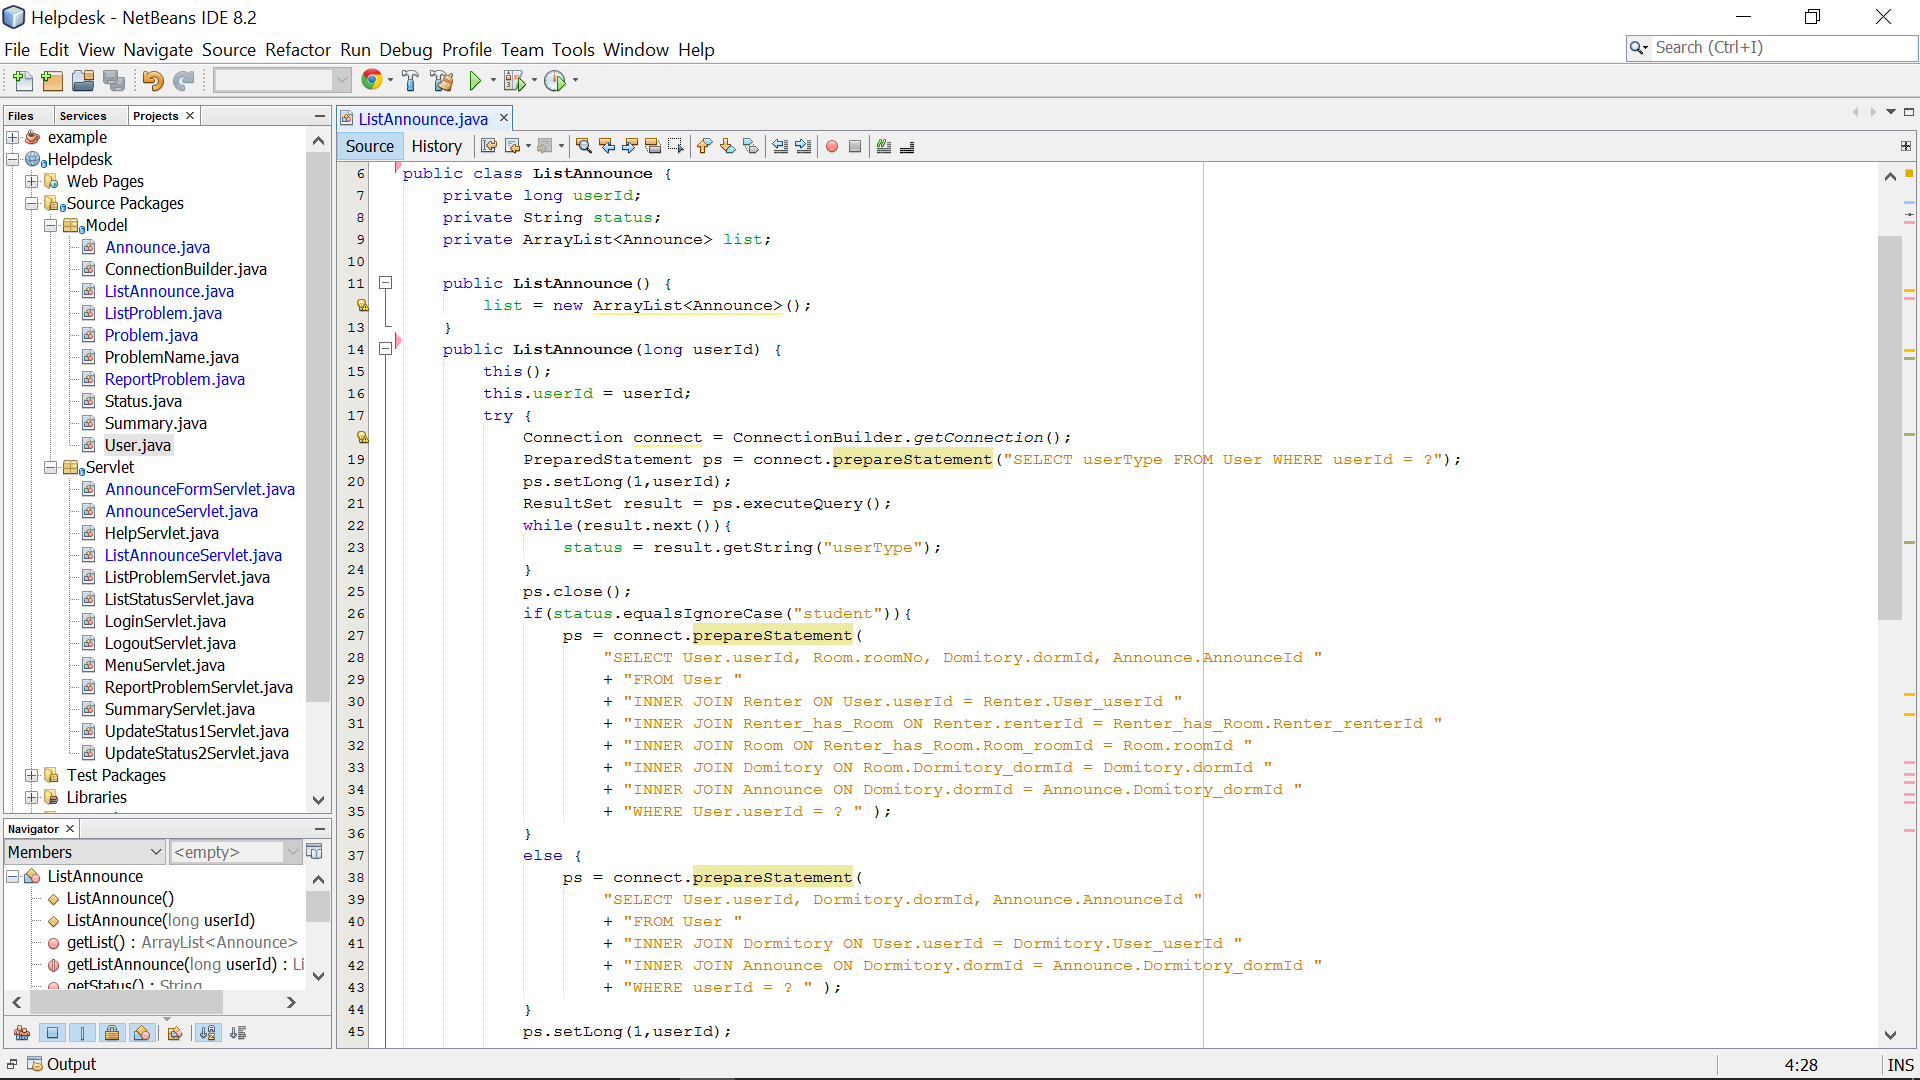 Helpdesk - NetBeans IDE 8.2
File Edit View Navigate Source Refactor Run Debug Profile Team Tools Window Help
Search (Ctrl+I)
Files Services Projects
example
Helpdesk
Web Pages
Source Packages
Model
Announce.java
ConnectionBuilder.java
ListAnnounce.java
ListProblem.java
Problem.java
ProblemName.java
ReportProblem.java
Status.java
Summary.java
User.java
Servlet
AnnounceFormServlet.java
AnnounceServlet.java
HelpServlet.java
ListAnnounceServlet.java
ListProblemServlet.java
ListStatusServlet.java
LoginServlet.java
LogoutServlet.java
MenuServlet.java
ReportProblemServlet.java
SummaryServlet.java
UpdateStatus1Servlet.java
UpdateStatus2Servlet.java
Test Packages
Libraries
Navigator
Members <empty>
ListAnnounce
ListAnnounce()
ListAnnounce(long userId)
getList() : ArrayList<Announce>
getListAnnounce(long userId) : Li
getStatus() : String
ListAnnounce.java
Source History
6 public class ListAnnounce {
7 private long userId;
8 private String status;
9 private ArrayList<Announce> list;
10
11 public ListAnnounce() {
list = new ArrayList<Announce>();
13 }
14 public ListAnnounce(long userId) {
15 this();
16 this.userId = userId;
17 try {
Connection connect = ConnectionBuilder.getConnection();
19 PreparedStatement ps = connect.prepareStatement("SELECT userType FROM User WHERE userId = ?");
20 ps.setLong(1,userId);
21 ResultSet result = ps.executeQuery();
22 while(result.next()){
23 status = result.getString("userType");
24 }
25 ps.close();
26 if(status.equalsIgnoreCase("student")){
27 ps = connect.prepareStatement(
28 "SELECT User.userId, Room.roomNo, Domitory.dormId, Announce.AnnounceId "
29 + "FROM User "
30 + "INNER JOIN Renter ON User.userId = Renter.User_userId "
31 + "INNER JOIN Renter_has_Room ON Renter.renterId = Renter_has_Room.Renter_renterId "
32 + "INNER JOIN Room ON Renter_has_Room.Room_roomId = Room.roomId "
33 + "INNER JOIN Domitory ON Room.Dormitory_dormId = Domitory.dormId "
34 + "INNER JOIN Announce ON Domitory.dormId = Announce.Domitory_dormId "
35 + "WHERE User.userId = ? " );
36 }
37 else {
38 ps = connect.prepareStatement(
39 "SELECT User.userId, Dormitory.dormId, Announce.AnnounceId "
40 + "FROM User "
41 + "INNER JOIN Dormitory ON User.userId = Dormitory.User_userId "
42 + "INNER JOIN Announce ON Dormitory.dormId = Announce.Dormitory_dormId "
43 + "WHERE userId = ? " );
44 }
45 ps.setLong(1,userId);
Output
4:28 INS